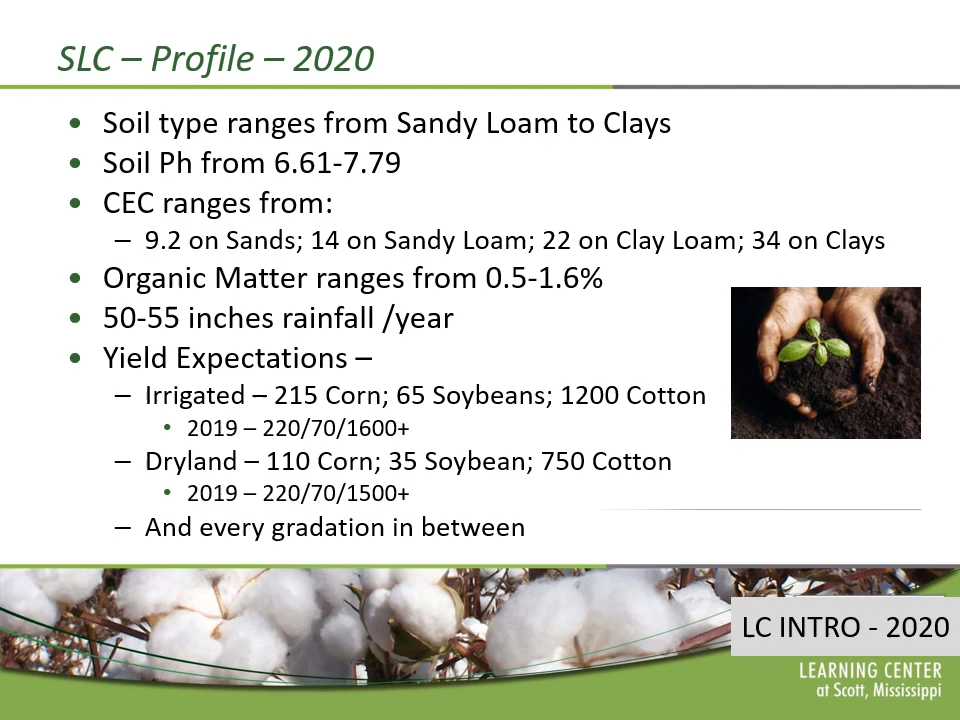 SLC – Profile – 2020
• Soil type ranges from Sandy Loam to Clays
• Soil Ph from 6.61-7.79
• CEC ranges from:
– 9.2 on Sands; 14 on Sandy Loam; 22 on Clay Loam; 34 on Clays
• Organic Matter ranges from 0.5-1.6%
• 50-55 inches rainfall /year
• Yield Expectations –
– Irrigated – 215 Corn; 65 Soybeans; 1200 Cotton
• 2019 – 220/70/1600+
– Dryland – 110 Corn; 35 Soybean; 750 Cotton
• 2019 – 220/70/1500+
– And every gradation in between
LC INTRO - 2020
LEARNING CENTER
at Scott, Mississippi